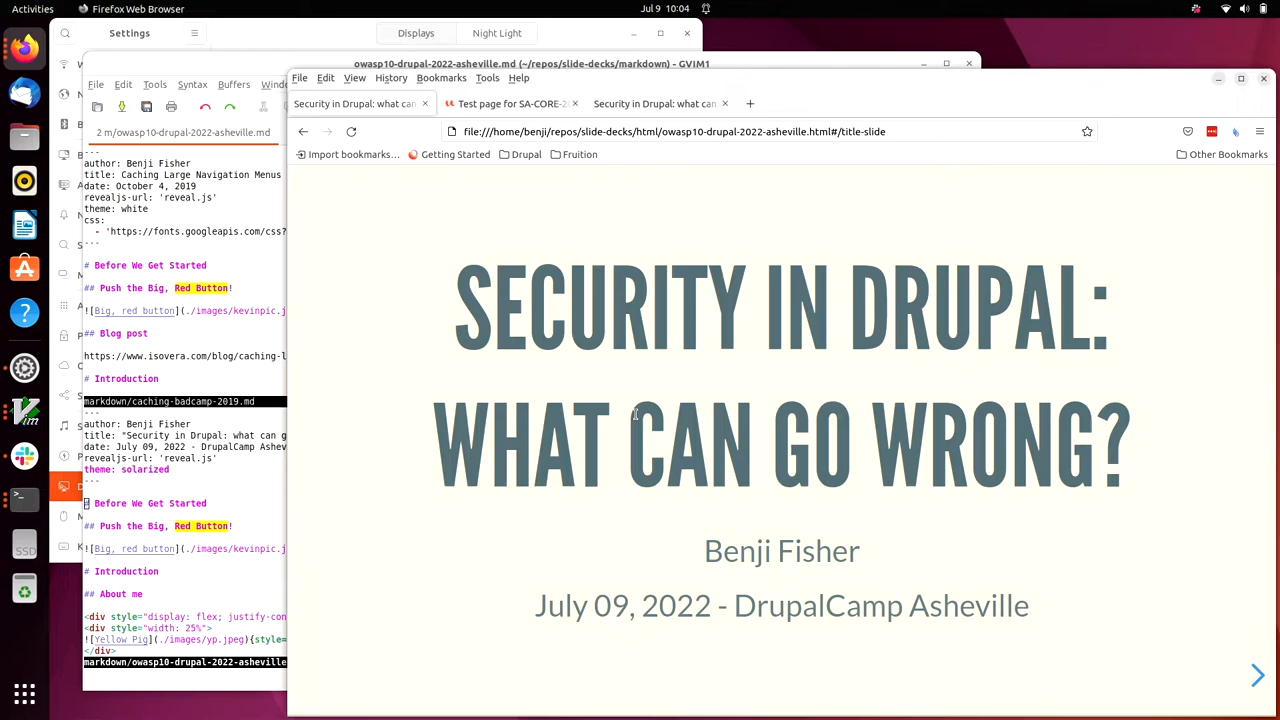 Activities
Firefox Web Browser
Jul 9 10:04
Settings
Displays
Night Light
owasp10-drupal-2022-asheville.md (~/repos/slide-decks/markdown) - GVIM1
File Edit Tools Syntax Buffers
2 m/owasp10-drupal-2022-asheville.md
---
author: Benji Fisher
title: Caching Large Navigation Menus
date: October 4, 2019
revealjs-url: 'reveal.js'
theme: white
css:
- 'https://fonts.googleapis.com/css?
---
# Before We Get Started
## Push the Big, Red Button!
![Big, red button](./images/kevinpic.j
## Blog post
https://www.isovera.com/blog/caching-l
# Introduction
markdown/caching-badcamp-2019.md
---
author: Benji Fisher
title: "Security in Drupal: what can g
date: July 09, 2022 - DrupalCamp Ashev
revealjs-url: 'reveal.js'
theme: solarized
---
# Before We Get Started
## Push the Big, Red Button!
![Big, red button](./images/kevinpic.j
# Introduction
## About me
<div style="display: flex; justify-con
<div style="width: 25%">
![Yellow Pig](./images/yp.jpeg){style=
</div>
markdown/owasp10-drupal-2022-asheville
File Edit View History Bookmarks Tools Help
Security in Drupal: what can
Test page for SA-CORE-20
Security in Drupal: what can
file:///home/benji/repos/slide-decks/html/owasp10-drupal-2022-asheville.html#/title-slide
Import bookmarks...
Getting Started
Drupal
Fruition
Other Bookmarks
SECURITY IN DRUPAL:
WHAT CAN GO WRONG?
Benji Fisher
July 09, 2022 - DrupalCamp Asheville
SSD